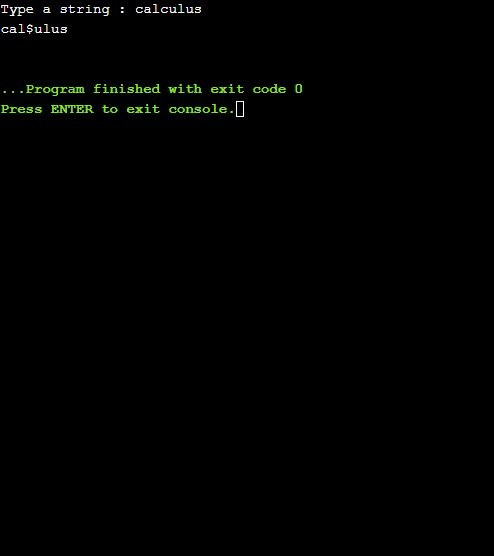 Type a string : calculus
cal$ulus
...Program finished with exit code 0
Press ENTER to exit console.